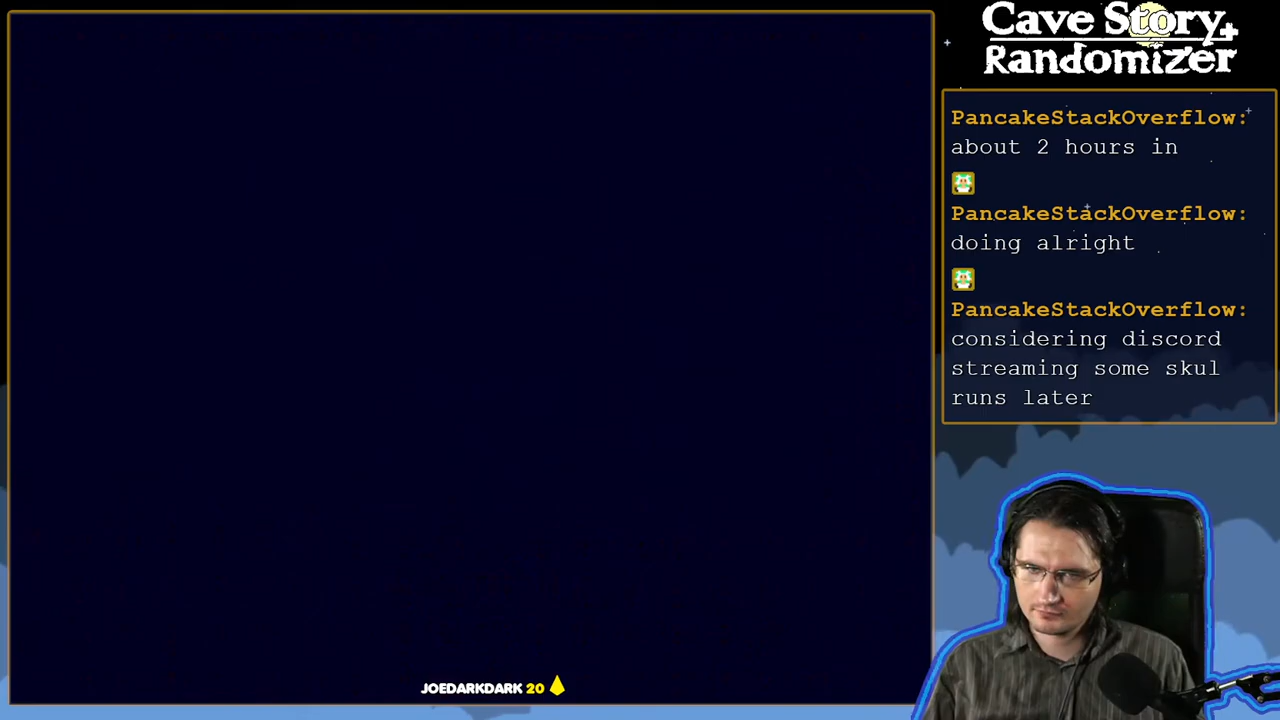 Cave Story+
Randomizer
PancakeStackOverflow:
about 2 hours in
PancakeStackOverflow:
doing alright
PancakeStackOverflow:
considering discord
streaming some skul
runs later
JOEDARKDARK 20